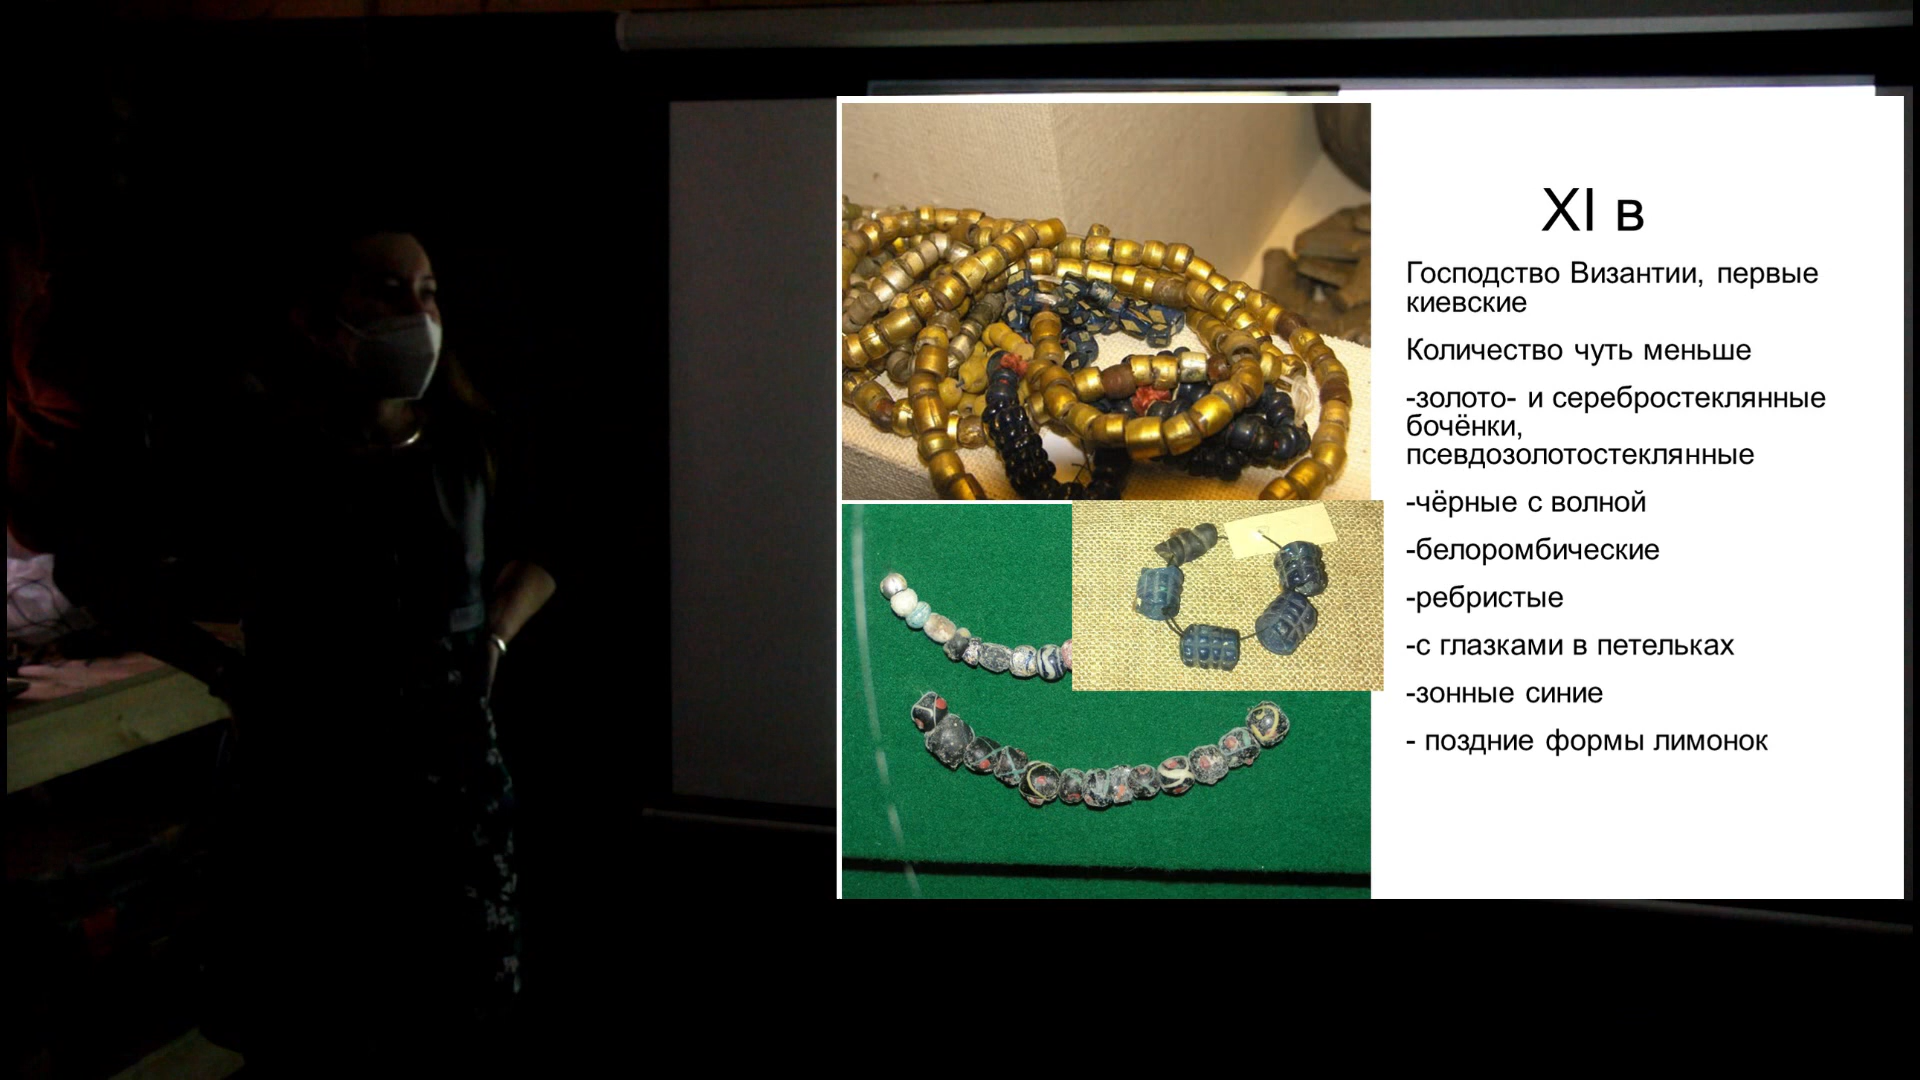 XI в
Господство Византии, первые
киевские
Количество чуть меньше
-золото- и серебростеклянные
бочёнки,
псевдозолотостеклянные
-чёрные с волной
-белоромбические
-ребристые
-с глазками в петельках
-зонные синие
- поздние формы лимонок